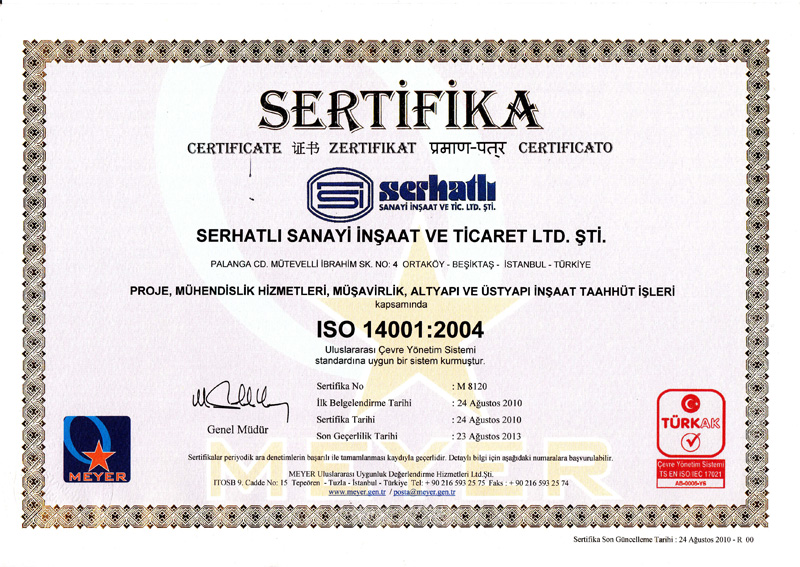 SERTİFİKA
CERTIFICATE 证书 ZERTIFIKAT प्रमाण-पत्र CERTIFICATO
serhatlı
SANAYİ İNŞAAT VE TİC. LTD. ŞTİ.
SERHATLI SANAYİ İNŞAAT VE TİCARET LTD. ŞTİ.
PALANGA CD. MÜTEVELLİ İBRAHİM SK. NO: 4 ORTAKÖY - BEŞİKTAŞ - İSTANBUL - TÜRKİYE
PROJE, MÜHENDİSLİK HİZMETLERİ, MÜŞAVİRLİK, ALTYAPI VE ÜSTYAPI İNŞAAT TAAHHÜT İŞLERİ
kapsamında
ISO 14001:2004
Uluslararası Çevre Yönetim Sistemi
standardına uygun bir sistem kurmuştur.
Sertifika No : M 8120
İlk Belgelendirme Tarihi : 24 Ağustos 2010
Sertifika Tarihi : 24 Ağustos 2010
Son Geçerlilik Tarihi : 23 Ağustos 2013
Genel Müdür
MEYER
TÜRKAK
Çevre Yönetim Sistemi
TS EN ISO IEC 17021
AB-0006-YS
Sertifikalar periyodik ara denetimlerin başarılı ile tamamlanması kaydıyla geçerlidir. Detaylı bilgi için aşağıdaki numaralara başvurulabilir.
MEYER
MEYER Uluslararası Uygunluk Değerlendirme Hizmetleri Ltd.Şti.
ITOSB 9. Cadde No: 15 Tepeören - Tuzla - İstanbul - Türkiye Tel: + 90 216 593 25 75 Faks : + 90 216 593 25 74
www.meyer.gen.tr / posta@meyer.gen.tr
Sertifika Son Güncelleme Tarihi : 24 Ağustos 2010 - R 00